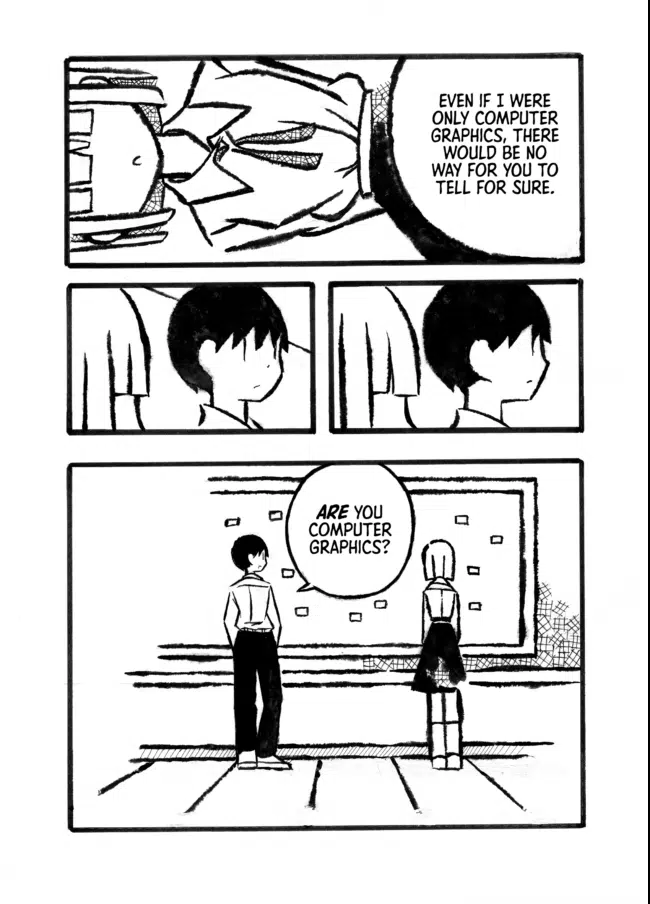 EVEN IF I WERE
ONLY COMPUTER
GRAPHICS, THERE
WOULD BE NO
WAY FOR YOU TO
TELL FOR SURE.
ARE YOU
COMPUTER
GRAPHICS?